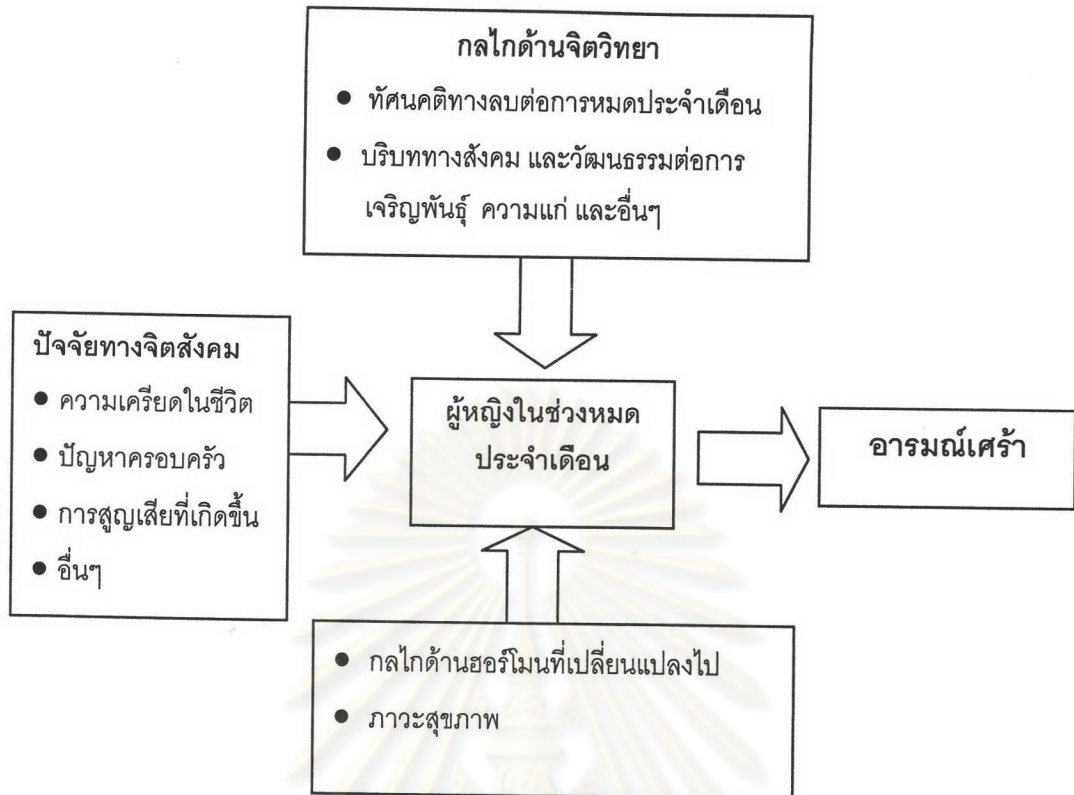 กลไกด้านจิตวิทยา
● ทัศนคติทางลบต่อการหมดประจำเดือน
● บริบททางสังคม และวัฒนธรรมต่อการ
เจริญพันธุ์ ความแก่ และอื่นๆ
ปัจจัยทางจิตสังคม
● ความเครียดในชีวิต
● ปัญหาครอบครัว
● การสูญเสียที่เกิดขึ้น
● อื่นๆ
ผู้หญิงในช่วงหมด
ประจำเดือน
อารมณ์เศร้า
● กลไกด้านฮอร์โมนที่เปลี่ยนแปลงไป
● ภาวะสุขภาพ